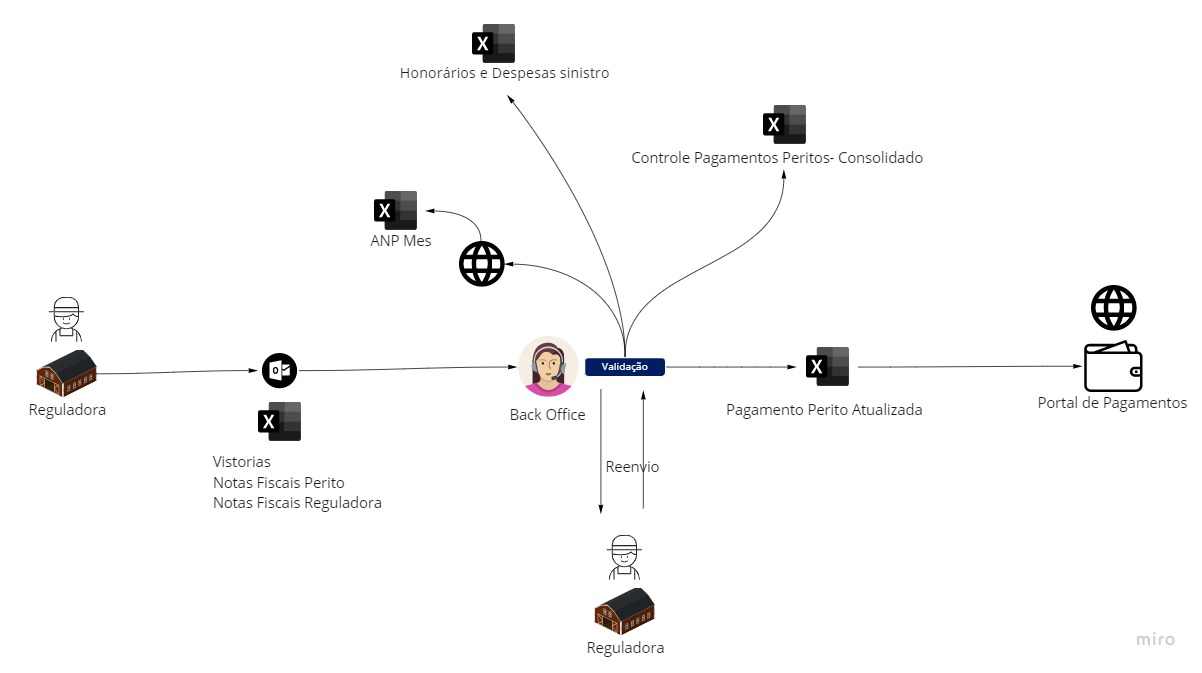 X
Honorários e Despesas sinistro
X
Controle Pagamentos Peritos- Consolidado
X
ANP Mes
Reguladora
O
X
Vistorias
Notas Fiscais Perito
Notas Fiscais Reguladora
Back Office
Validação
X
Pagamento Perito Atualizada
Portal de Pagamentos
Reenvio
Reguladora
miro